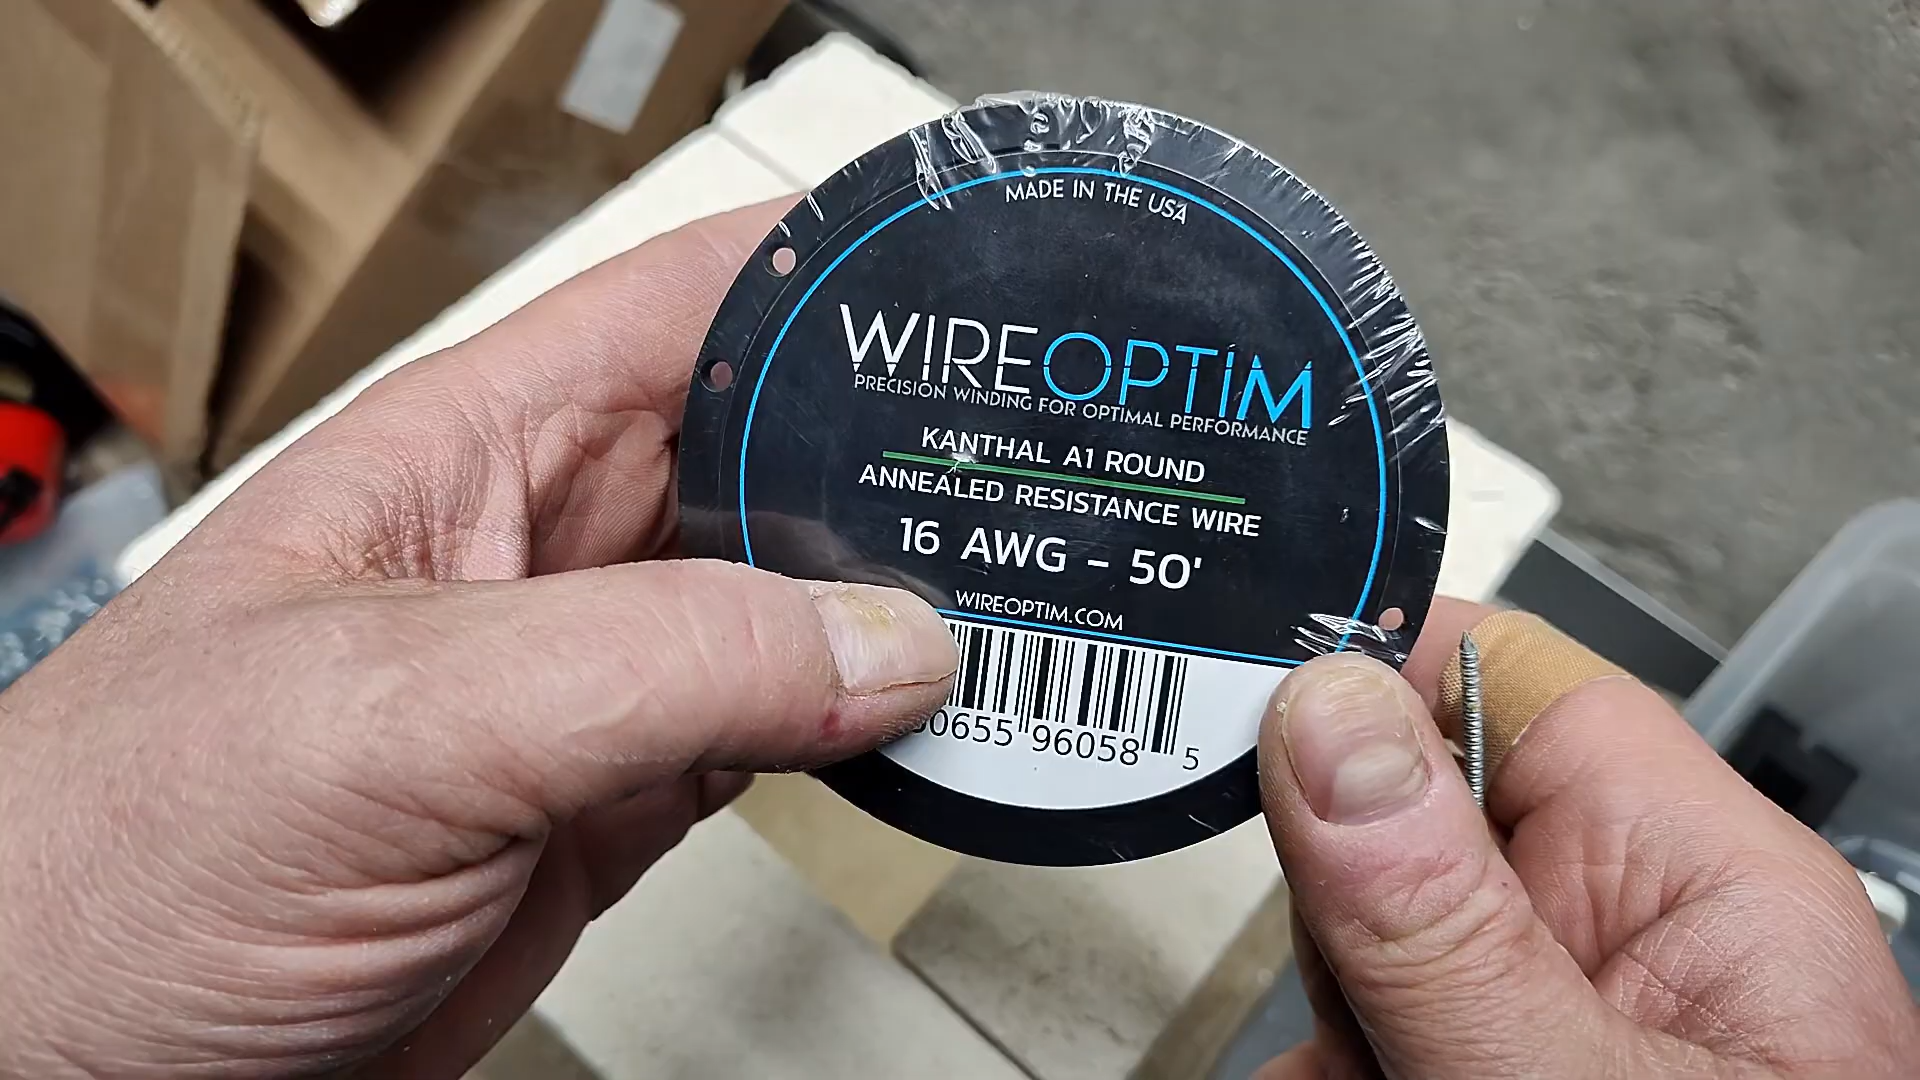 MADE IN THE USA
WIREOPTIM
PRECISION WINDING FOR OPTIMAL PERFORMANCE
KANTHAL A1 ROUND
ANNEALED RESISTANCE WIRE
16 AWG - 50'
WIREOPTIM.COM
0655 96058 5